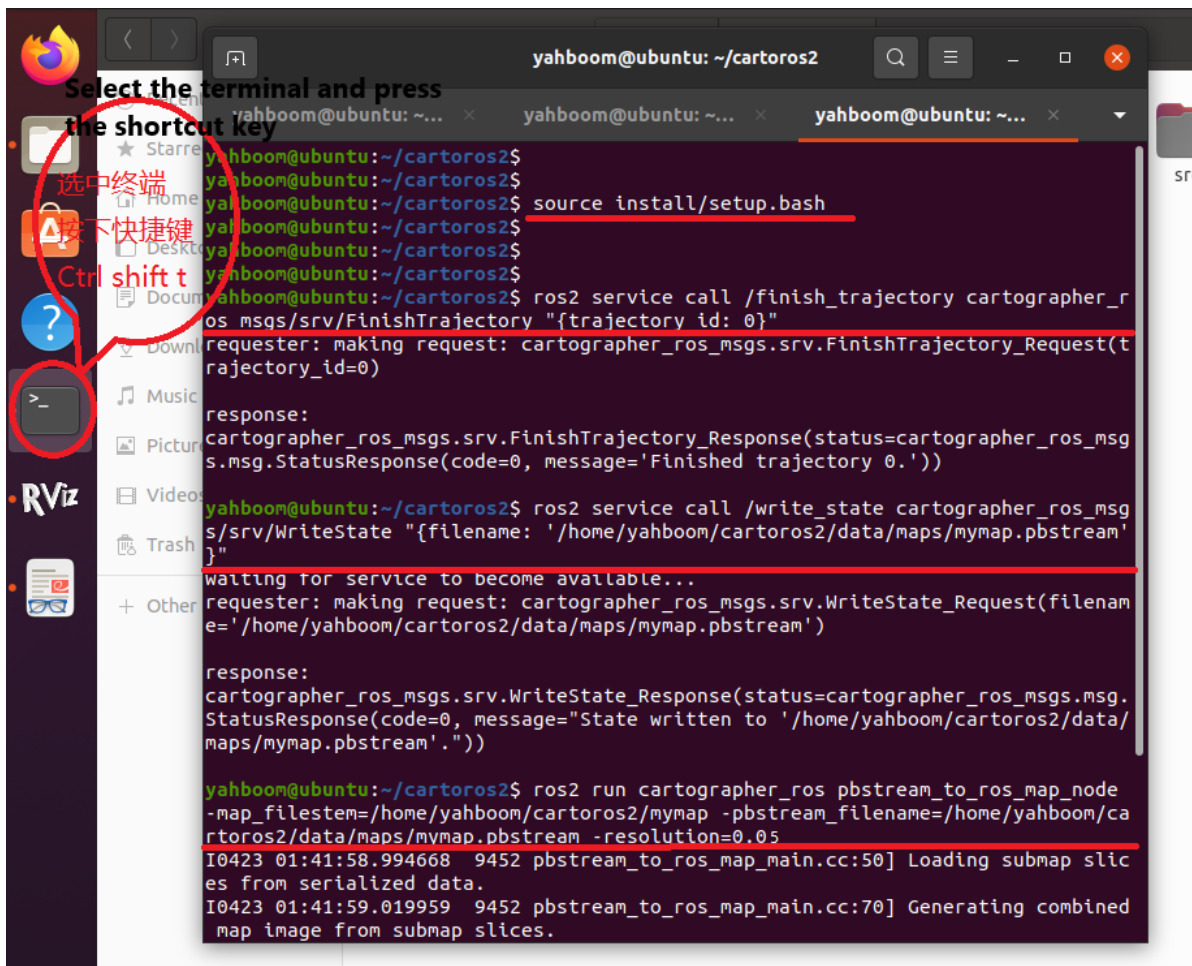 yahboom@ubuntu: ~/cartoros2
Select the terminal and press
the shortcut key
选中终端
按下快捷键
Ctrl shift t
yahboom@ubuntu: ~...
yahboom@ubuntu: ~...
yahboom@ubuntu: ~...
Starre
Home
Deskto
Docum
Downl
Music
Picture
Videos
Trash
+ Other
RViz
sr
yahboom@ubuntu:~/cartoros2$
yahboom@ubuntu:~/cartoros2$
yahboom@ubuntu:~/cartoros2$ source install/setup.bash
yahboom@ubuntu:~/cartoros2$
yahboom@ubuntu:~/cartoros2$
yahboom@ubuntu:~/cartoros2$
yahboom@ubuntu:~/cartoros2$ ros2 service call /finish_trajectory cartographer_r
os_msgs/srv/FinishTrajectory "{trajectory_id: 0}"
requester: making request: cartographer_ros_msgs.srv.FinishTrajectory_Request(t
rajectory_id=0)
response:
cartographer_ros_msgs.srv.FinishTrajectory_Response(status=cartographer_ros_msg
s.msg.StatusResponse(code=0, message='Finished trajectory 0.'))
yahboom@ubuntu:~/cartoros2$ ros2 service call /write_state cartographer_ros_msg
s/srv/WriteState "{filename: '/home/yahboom/cartoros2/data/maps/mymap.pbstream'
}"
waiting for service to become available...
requester: making request: cartographer_ros_msgs.srv.WriteState_Request(filenam
e='/home/yahboom/cartoros2/data/maps/mymap.pbstream')
response:
cartographer_ros_msgs.srv.WriteState_Response(status=cartographer_ros_msgs.msg.
StatusResponse(code=0, message="State written to '/home/yahboom/cartoros2/data/
maps/mymap.pbstream'."))
yahboom@ubuntu:~/cartoros2$ ros2 run cartographer_ros pbstream_to_ros_map_node
-map_filestem=/home/yahboom/cartoros2/mymap -pbstream_filename=/home/yahboom/ca
rtoros2/data/maps/mymap.pbstream -resolution=0.05
I0423 01:41:58.994668  9452 pbstream_to_ros_map_main.cc:50] Loading submap slic
es from serialized data.
I0423 01:41:59.019959  9452 pbstream_to_ros_map_main.cc:70] Generating combined
map image from submap slices.